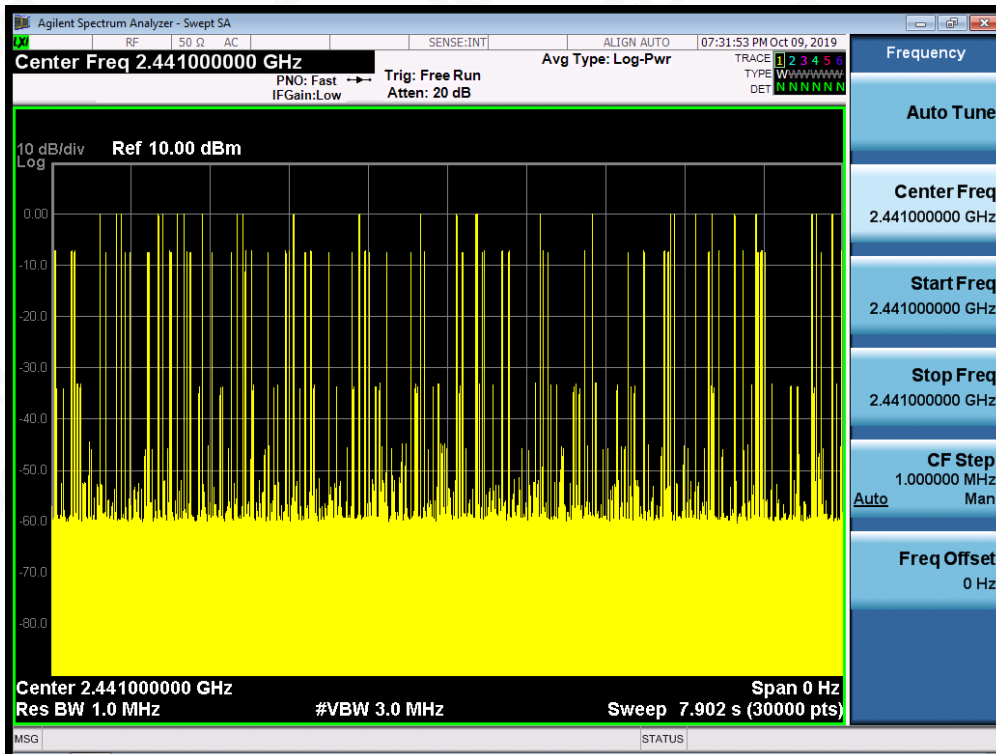 Agilent Spectrum Analyzer - Swept SA
LXI RF 50 Ω AC SENSE:INT ALIGN AUTO 07:31:53 PM Oct 09, 2019
Center Freq 2.441000000 GHz
PNO: Fast
IFGain:Low
Trig: Free Run
Atten: 20 dB
Avg Type: Log-Pwr
TRACE 1 2 3 4 5 6
TYPE WWWWWW
DET N N N N N N
10 dB/div Ref 10.00 dBm
Log
0.00
-10.0
-20.0
-30.0
-40.0
-50.0
-60.0
-70.0
-80.0
Center 2.441000000 GHz Span 0 Hz
Res BW 1.0 MHz #VBW 3.0 MHz Sweep 7.902 s (30000 pts)
MSG STATUS
Frequency
Auto Tune
Center Freq
2.441000000 GHz
Start Freq
2.441000000 GHz
Stop Freq
2.441000000 GHz
CF Step
1.000000 MHz
Auto Man
Freq Offset
0 Hz